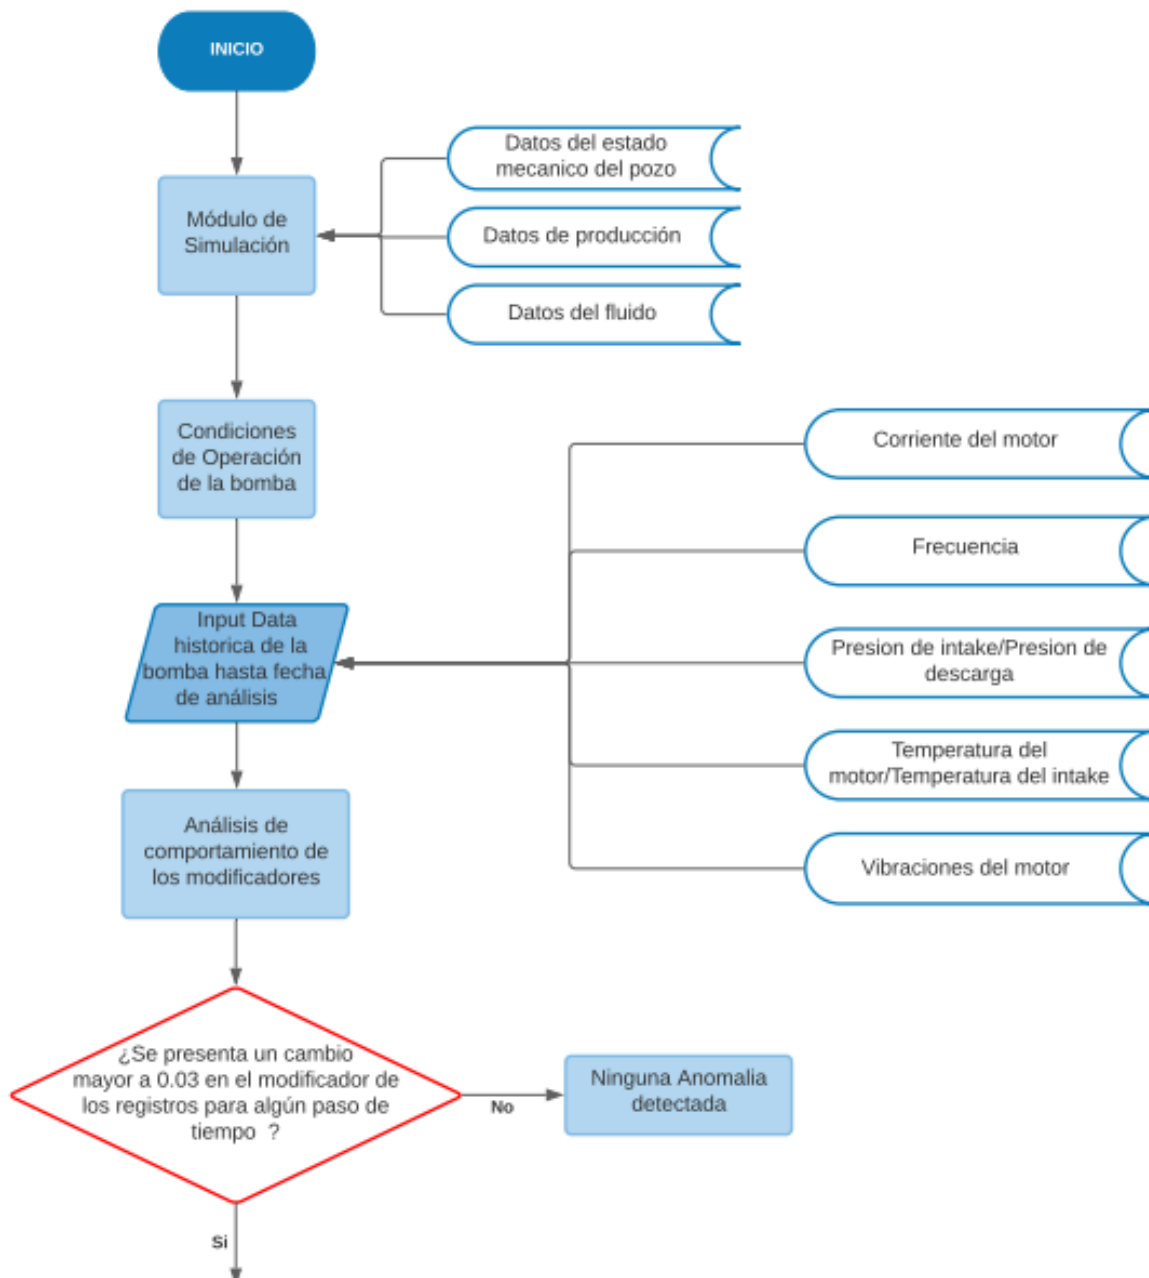 INICIO
Datos del estado
mecanico del pozo
Módulo de
Simulación
Datos de producción
Datos del fluido
Condiciones
de Operación
de la bomba
Corriente del motor
Frecuencia
Input Data
historica de la
bomba hasta fecha
de análisis
Presion de intake/Presion de
descarga
Temperatura del
motor/Temperatura del intake
Análisis de
comportamiento de
los modificadores
Vibraciones del motor
¿Se presenta un cambio
mayor a 0.03 en el modificador de
los registros para algún paso de
tiempo ?
No
Ninguna Anomalia
detectada
Si